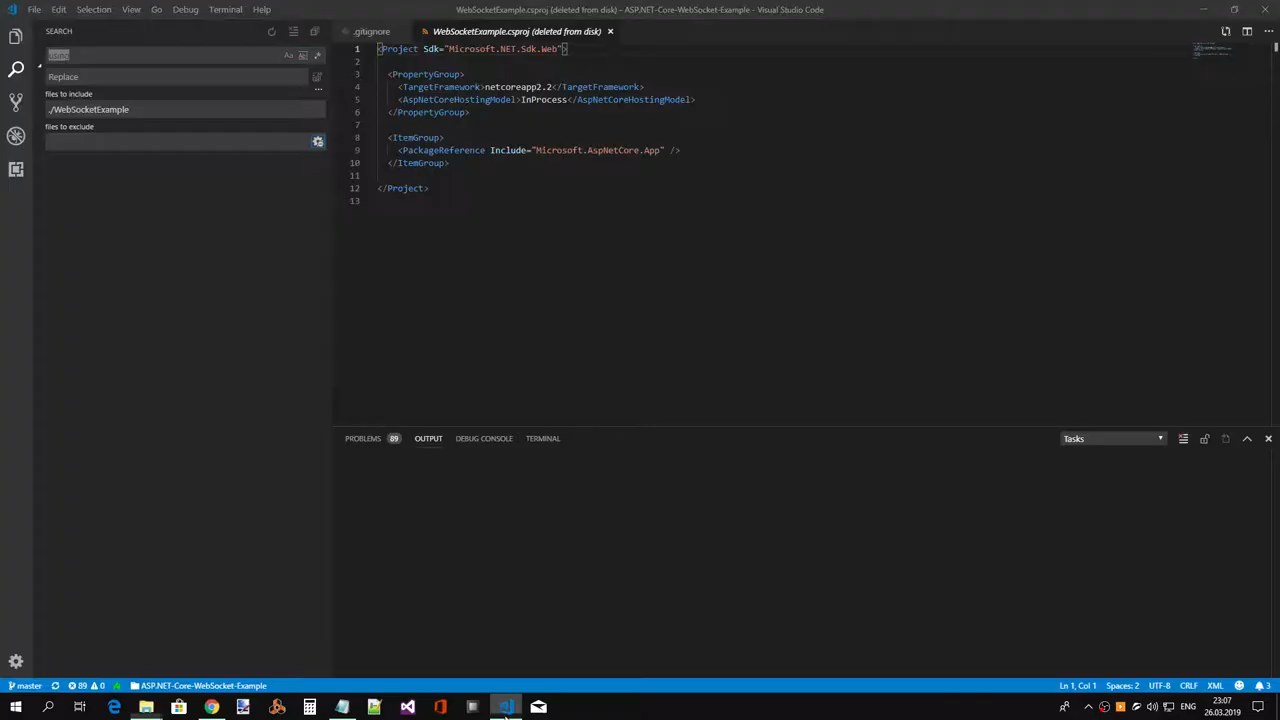 File Edit Selection View Go Debug Terminal Help
WebSocketExample.csproj (deleted from disk) - ASP.NET-Core-WebSocket-Example - Visual Studio Code
SEARCH
.gitignore
WebSocketExample.csproj (deleted from disk)
Aa Ab
Replace
files to include
./WebSocketExample
files to exclude
1 <Project Sdk="Microsoft.NET.Sdk.Web">
2
3 <PropertyGroup>
4 <TargetFramework>netcoreapp2.2</TargetFramework>
5 <AspNetCoreHostingModel>InProcess</AspNetCoreHostingModel>
6 </PropertyGroup>
7
8 <ItemGroup>
9 <PackageReference Include="Microsoft.AspNetCore.App" />
10 </ItemGroup>
11
12 </Project>
13
PROBLEMS 89 OUTPUT DEBUG CONSOLE TERMINAL
Tasks
master 89 0 ASP.NET-Core-WebSocket-Example
Ln 1, Col 1 Spaces: 2 UTF-8 CRLF XML 3
ENG
23:07
26.03.2019